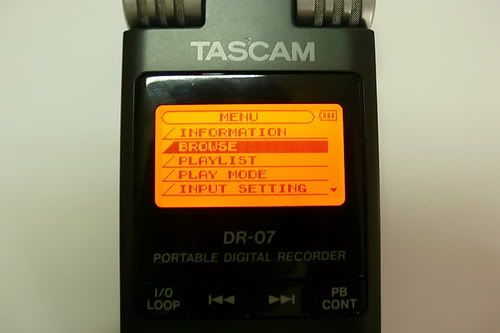 TASCAM
MENU
INFORMATION
BROWSE
PLAYLIST
PLAY MODE
INPUT SETTING
DR-07
PORTABLE DIGITAL RECORDER
I/O
LOOP
PB
CONT